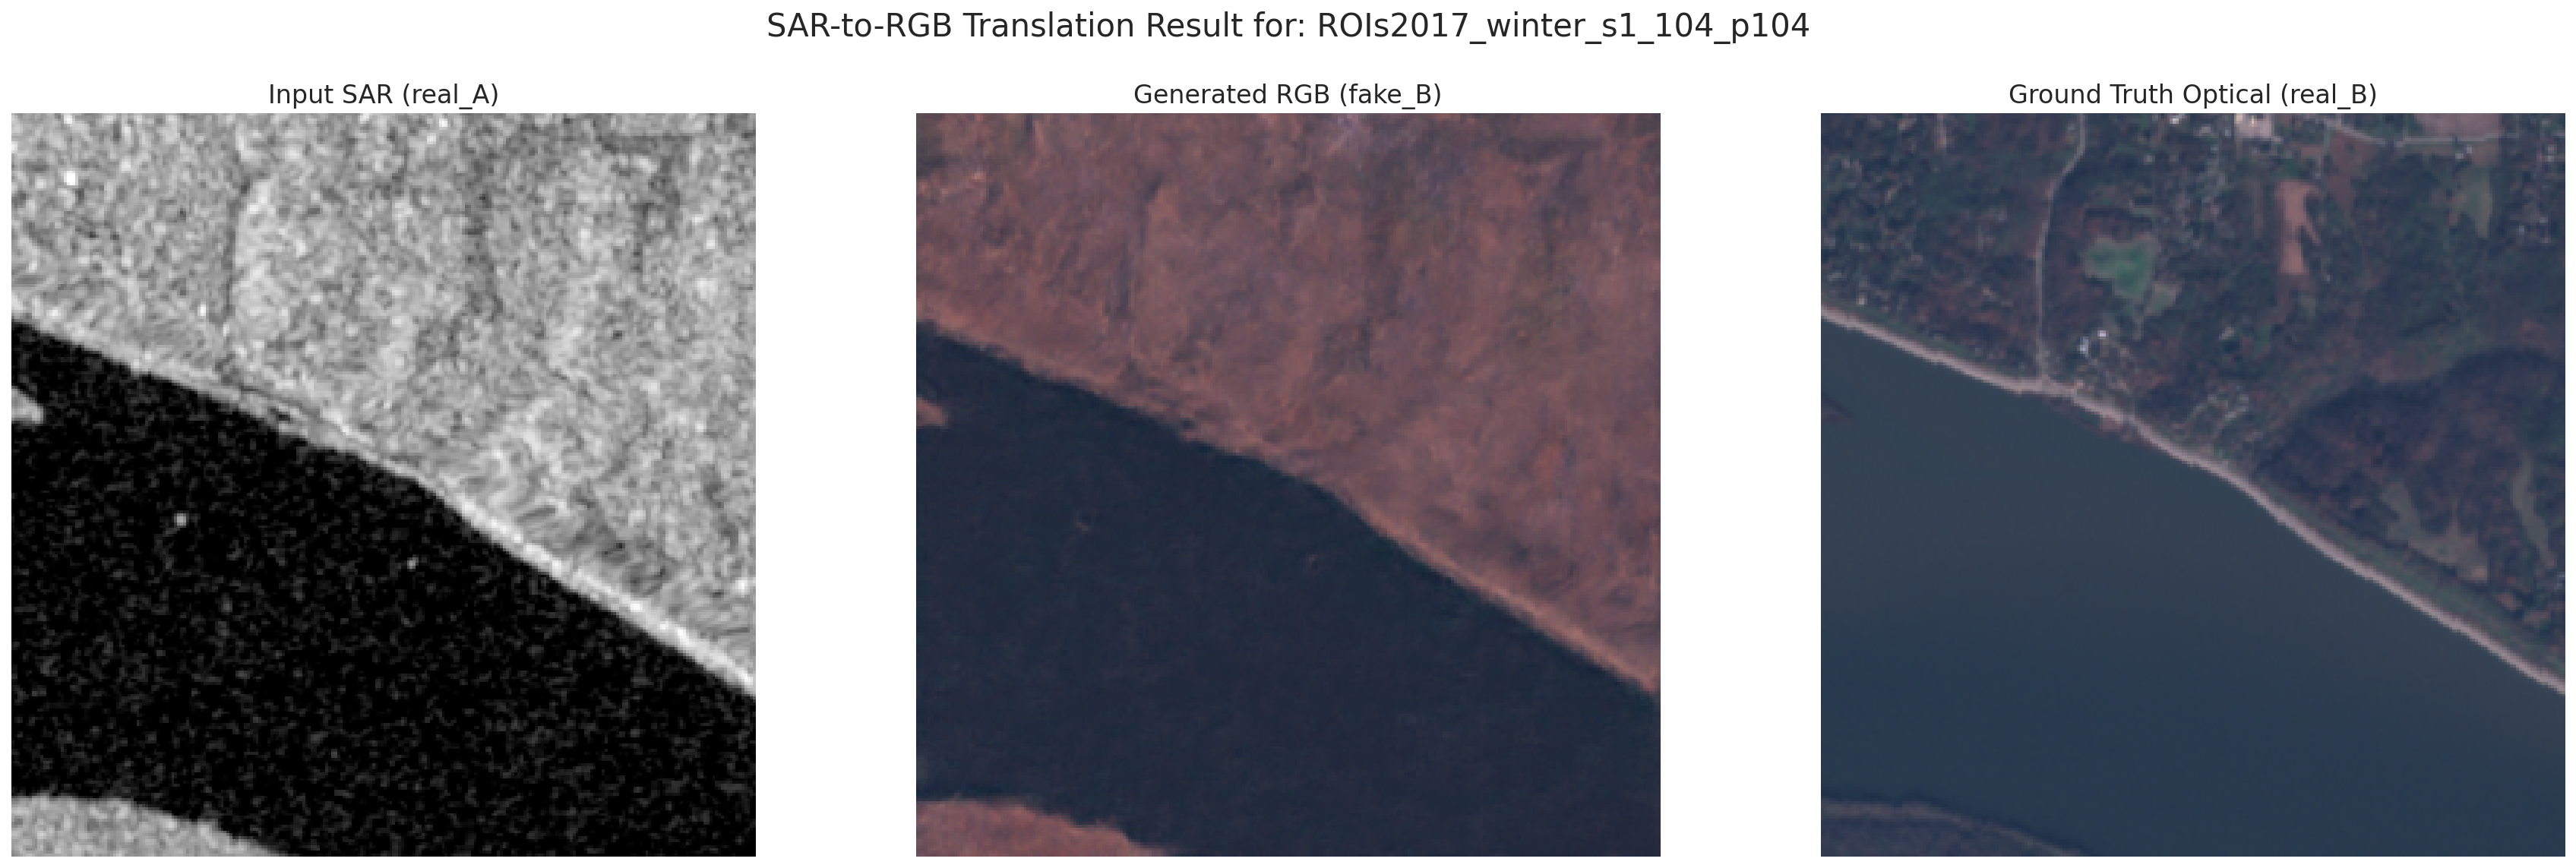 SAR-to-RGB Translation Result for: ROIs2017_winter_s1_104_p104
Input SAR (real_A)
Generated RGB (fake_B)
Ground Truth Optical (real_B)